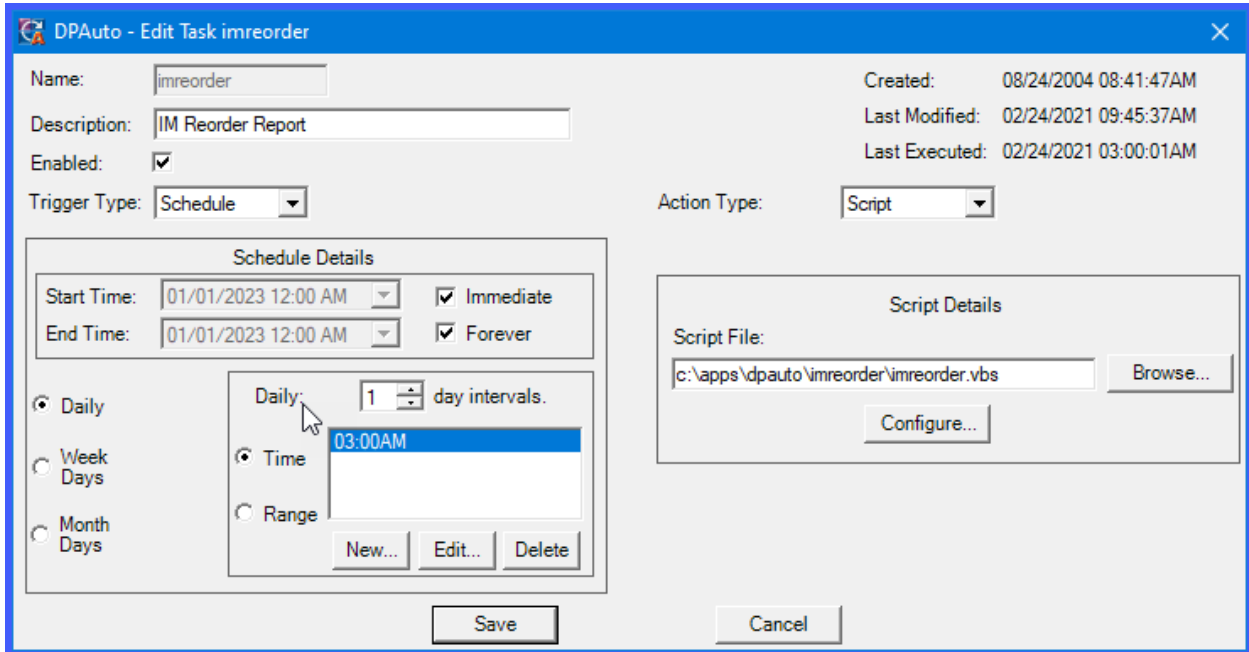 DPAuto - Edit Task imreorder
Name: imreorder
Created: 08/24/2004 08:41:47AM
Description: IM Reorder Report
Last Modified: 02/24/2021 09:45:37AM
Enabled:
Last Executed: 02/24/2021 03:00:01AM
Trigger Type: Schedule
Action Type: Script
Schedule Details
Start Time: 01/01/2023 12:00 AM Immediate
End Time: 01/01/2023 12:00 AM Forever
Daily
Week
Days
Month
Days
Daily: 1 day intervals.
Time
Range
03:00AM
New... Edit... Delete
Script Details
Script File:
c:\apps\dpauto\imreorder\imreorder.vbs Browse...
Configure...
Save Cancel